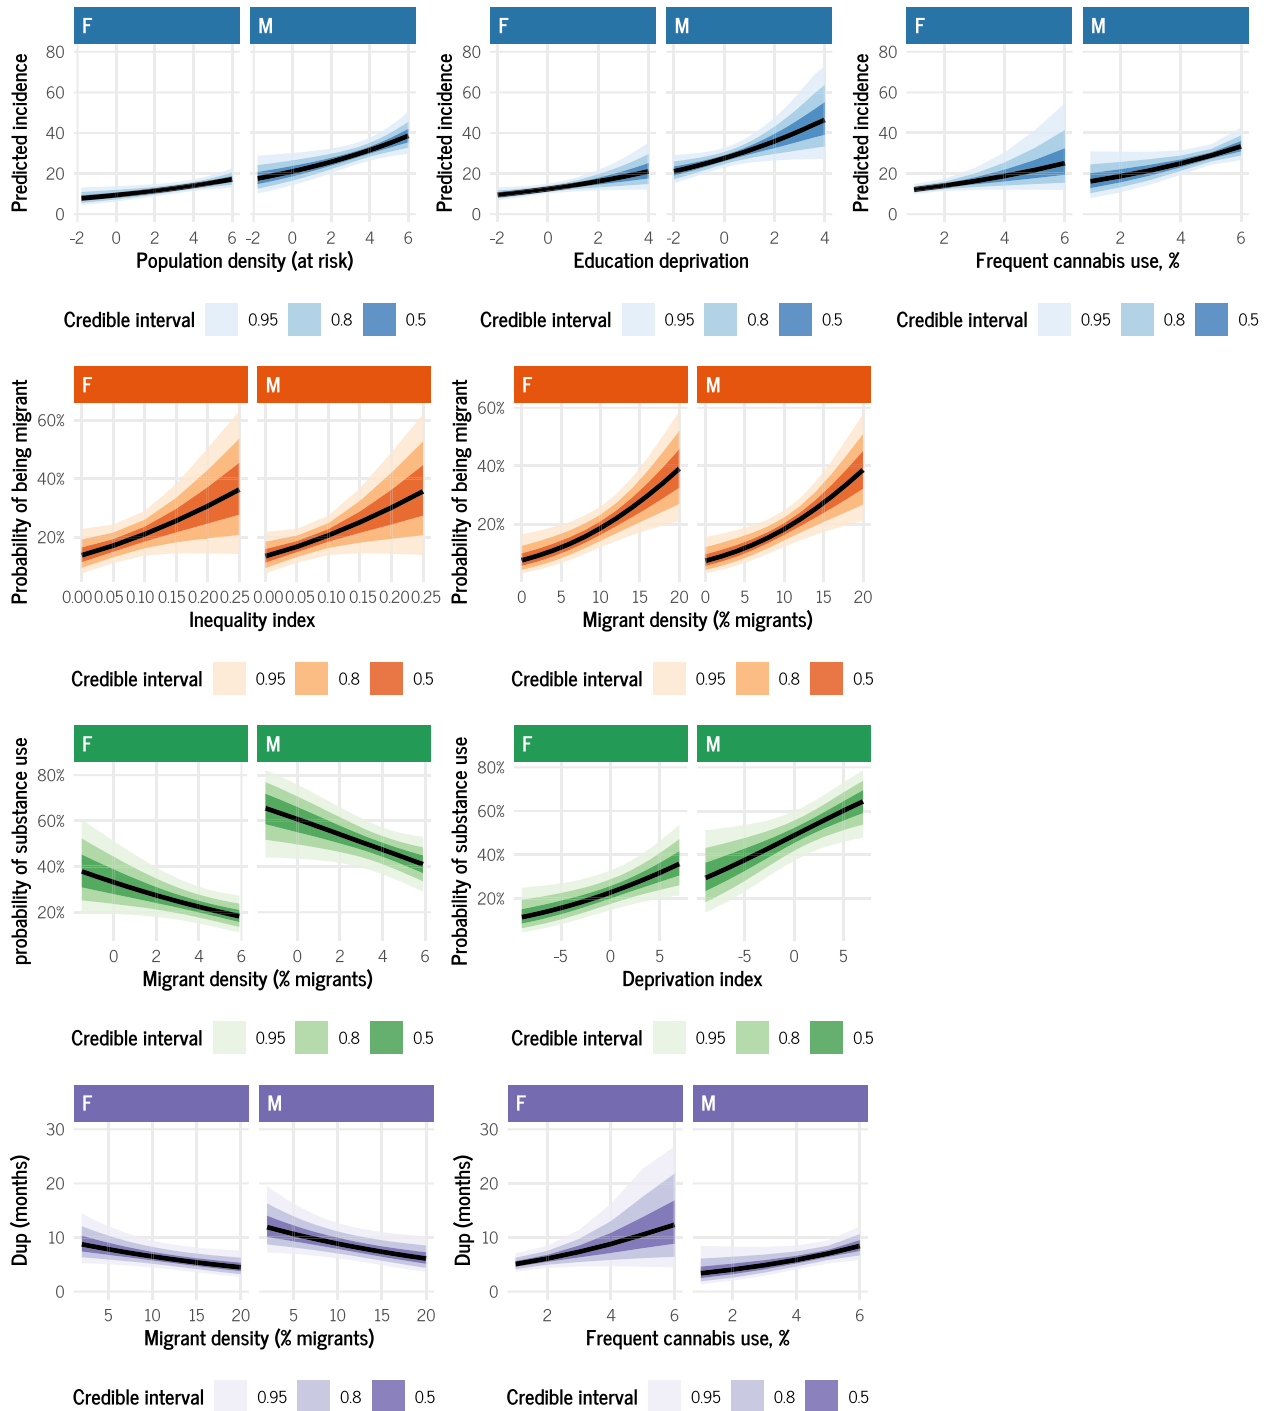 F M F M F M
Predicted incidence
80
60
40
20
0
-2 0 2 4 6 -2 0 2 4 6
Population density (at risk)
Credible interval 0.95 0.8 0.5
Predicted incidence
80
60
40
20
0
-2 0 2 4 -2 0 2 4
Education deprivation
Credible interval 0.95 0.8 0.5
Predicted incidence
80
60
40
20
0
2 4 6 2 4 6
Frequent cannabis use, %
Credible interval 0.95 0.8 0.5
F M F M
Probability of being migrant
60%
40%
20%
0.00 0.05 0.10 0.15 0.20 0.25 0.00 0.05 0.10 0.15 0.20 0.25
Inequality index
Credible interval 0.95 0.8 0.5
Probability of being migrant
60%
40%
20%
0 5 10 15 20 0 5 10 15 20
Migrant density (% migrants)
Credible interval 0.95 0.8 0.5
F M F M
probability of substance use
80%
60%
40%
20%
0 2 4 6 0 2 4 6
Migrant density (% migrants)
Credible interval 0.95 0.8 0.5
Probability of substance use
80%
60%
40%
20%
-5 0 5 -5 0 5
Deprivation index
Credible interval 0.95 0.8 0.5
F M F M
Dup (months)
30
20
10
0
5 10 15 20 5 10 15 20
Migrant density (% migrants)
Credible interval 0.95 0.8 0.5
Dup (months)
30
20
10
0
2 4 6 2 4 6
Frequent cannabis use, %
Credible interval 0.95 0.8 0.5